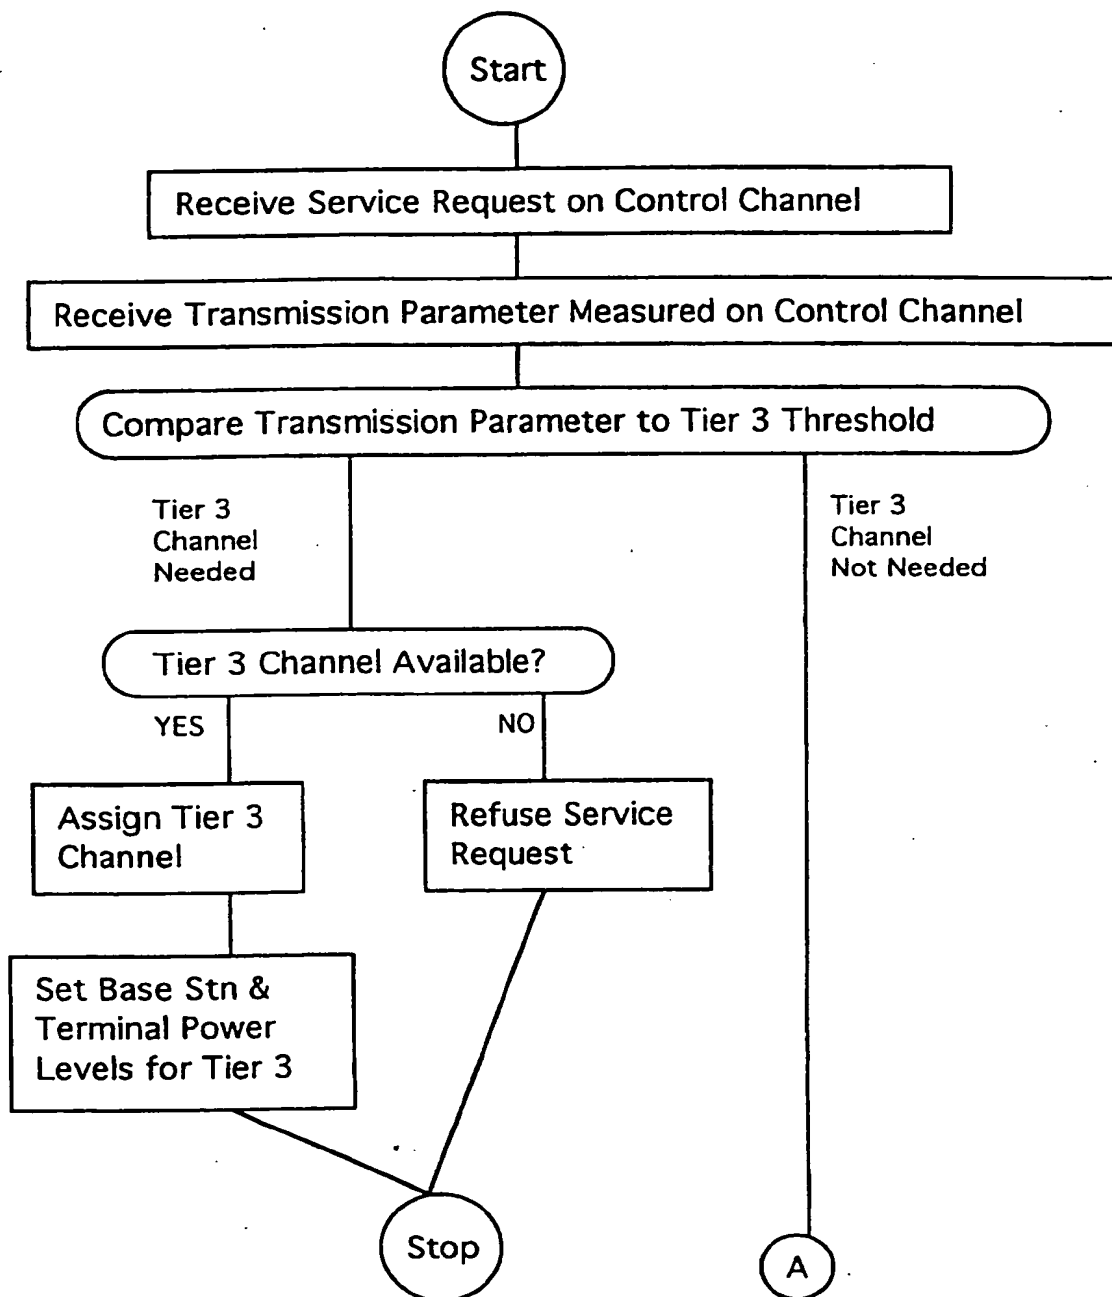 Start
Receive Service Request on Control Channel
Receive Transmission Parameter Measured on Control Channel
Compare Transmission Parameter to Tier 3 Threshold
Tier 3
Channel
Needed
Tier 3
Channel
Not Needed
Tier 3 Channel Available?
YES
NO
Assign Tier 3
Channel
Refuse Service
Request
Set Base Stn &
Terminal Power
Levels for Tier 3
Stop
A